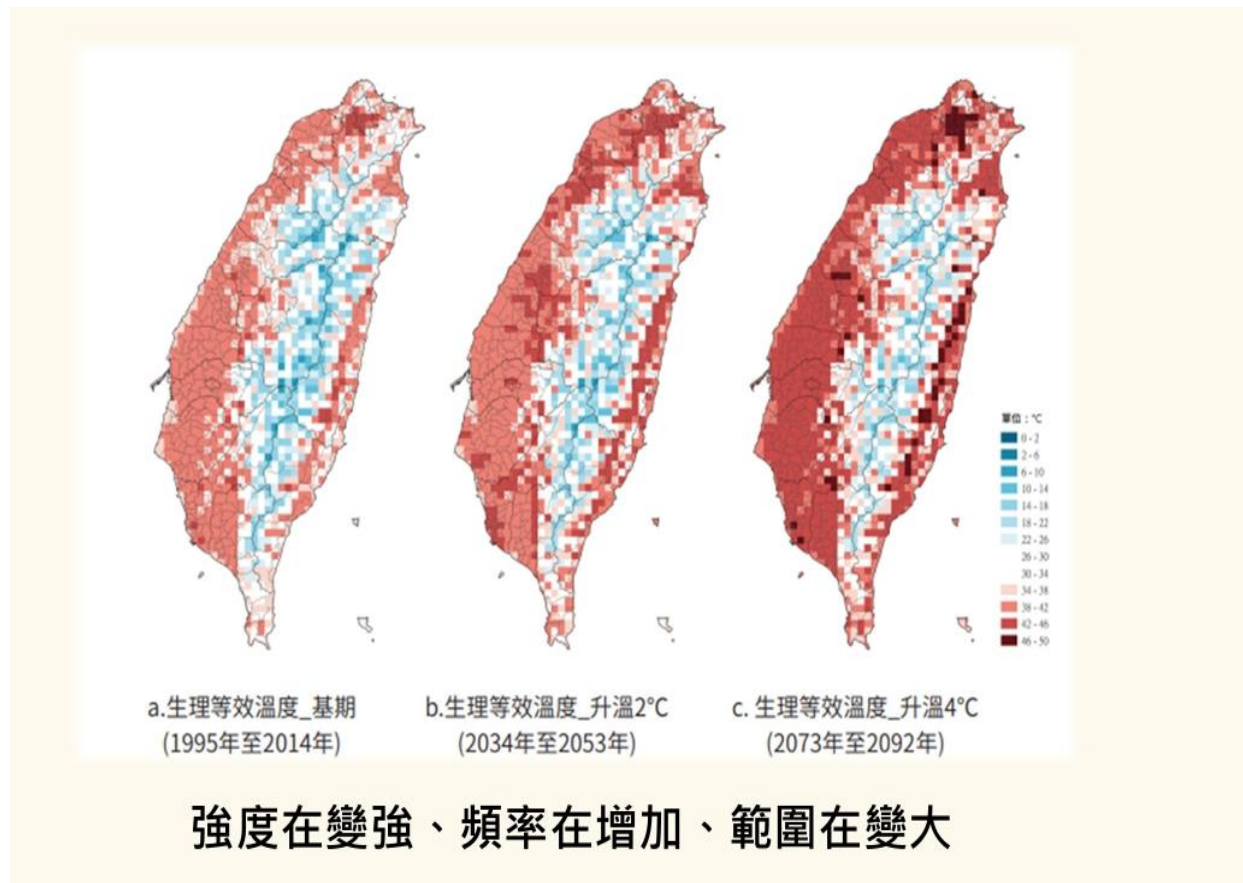 單位：℃
0 - 2
2 - 6
6 - 10
10 - 14
14 - 18
18 - 22
22 - 26
26 - 30
30 - 34
34 - 38
38 - 42
42 - 46
46 - 50
a.生理等效溫度_基期
(1995年至2014年)
b.生理等效溫度_升溫2°C
(2034年至2053年)
c. 生理等效溫度_升溫4°C
(2073年至2092年)
強度在變強、頻率在增加、範圍在變大